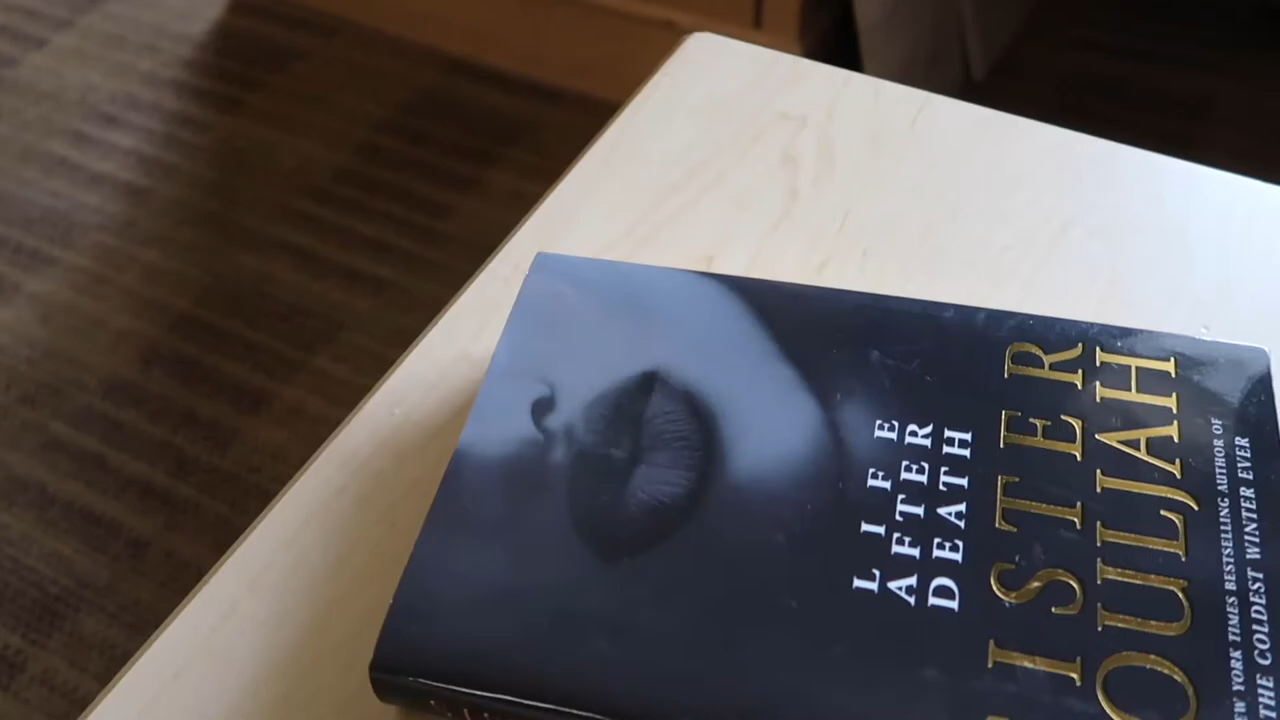 LIFE
AFTER
DEATH
ISTER
OULJAH
EW YORK TIMES BESTSELLING AUTHOR OF
THE COLDEST WINTER EVER